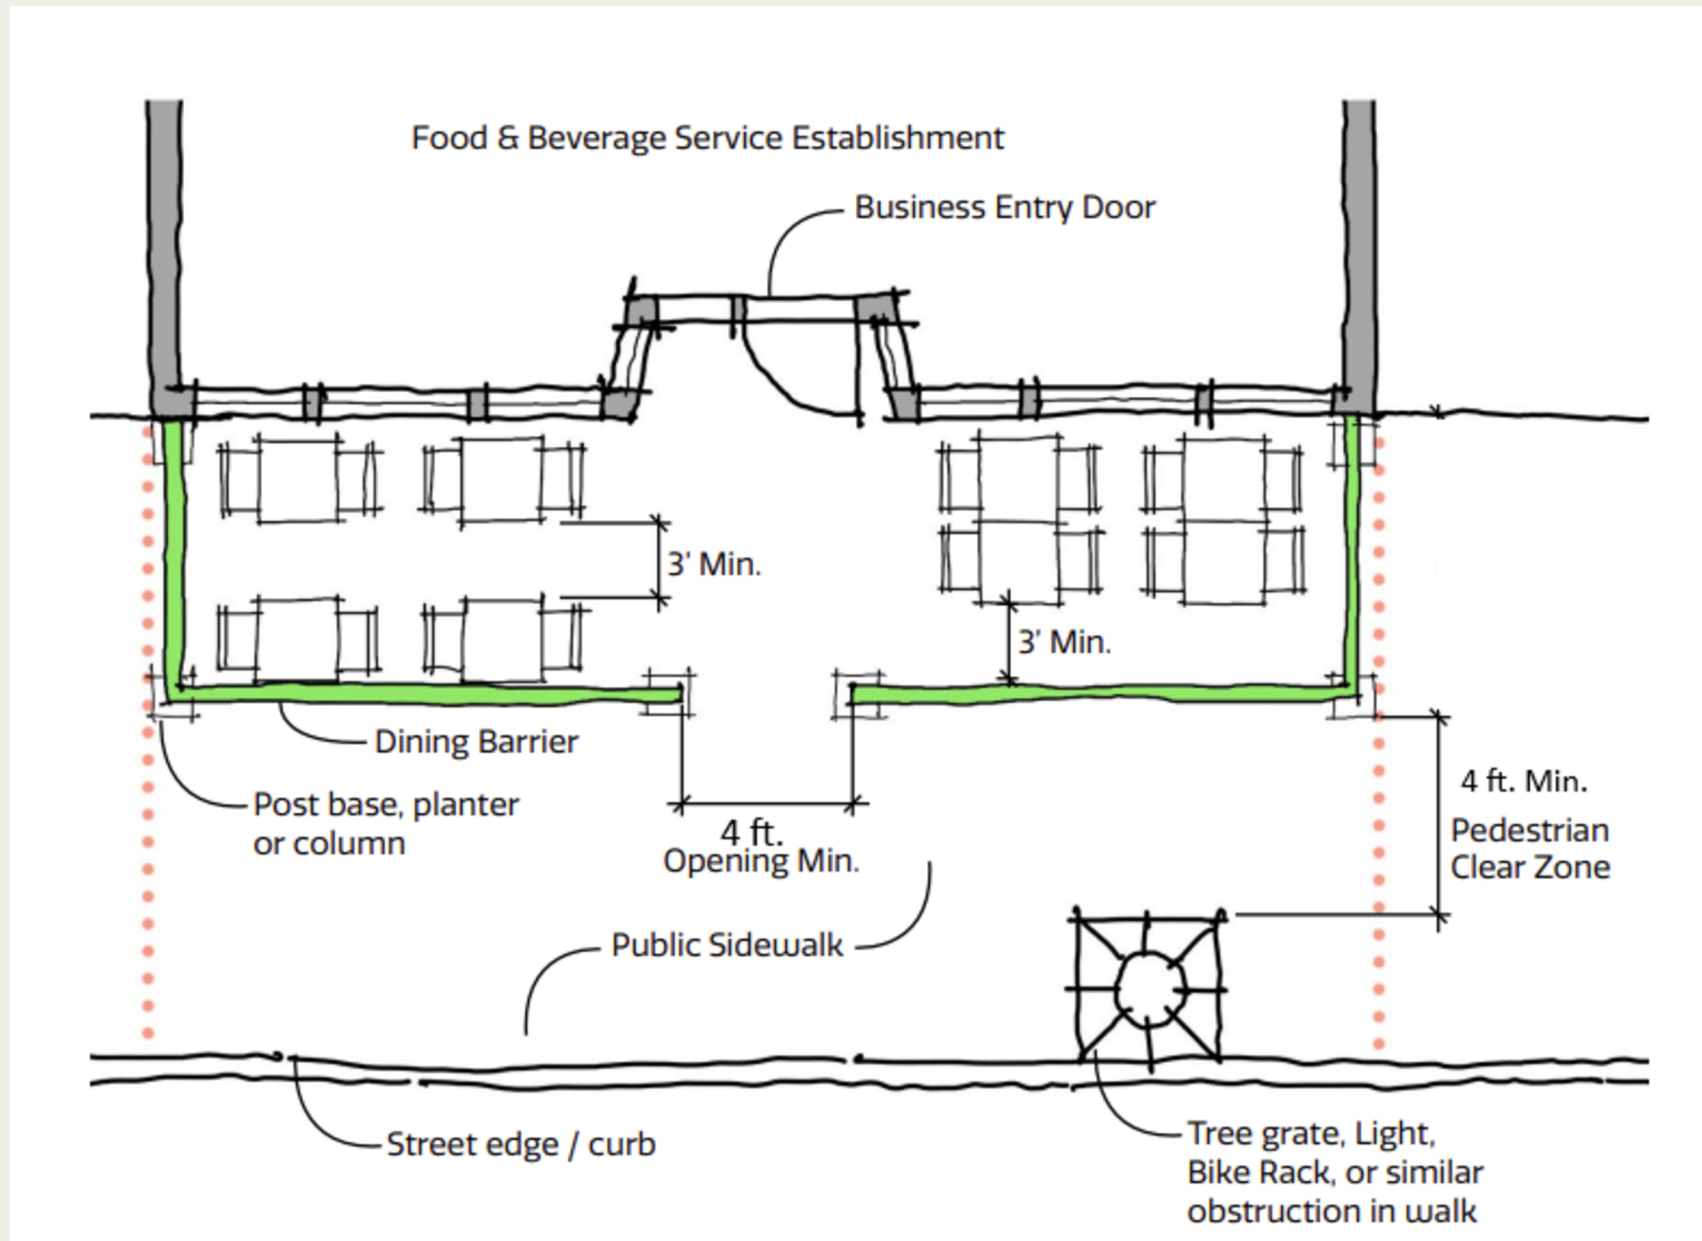 Food & Beverage Service Establishment
Business Entry Door
3' Min.
3' Min.
Dining Barrier
Post base, planter
or column
4 ft.
Opening Min.
4 ft. Min.
Pedestrian
Clear Zone
Public Sidewalk
Street edge / curb
Tree grate, Light,
Bike Rack, or similar
obstruction in walk